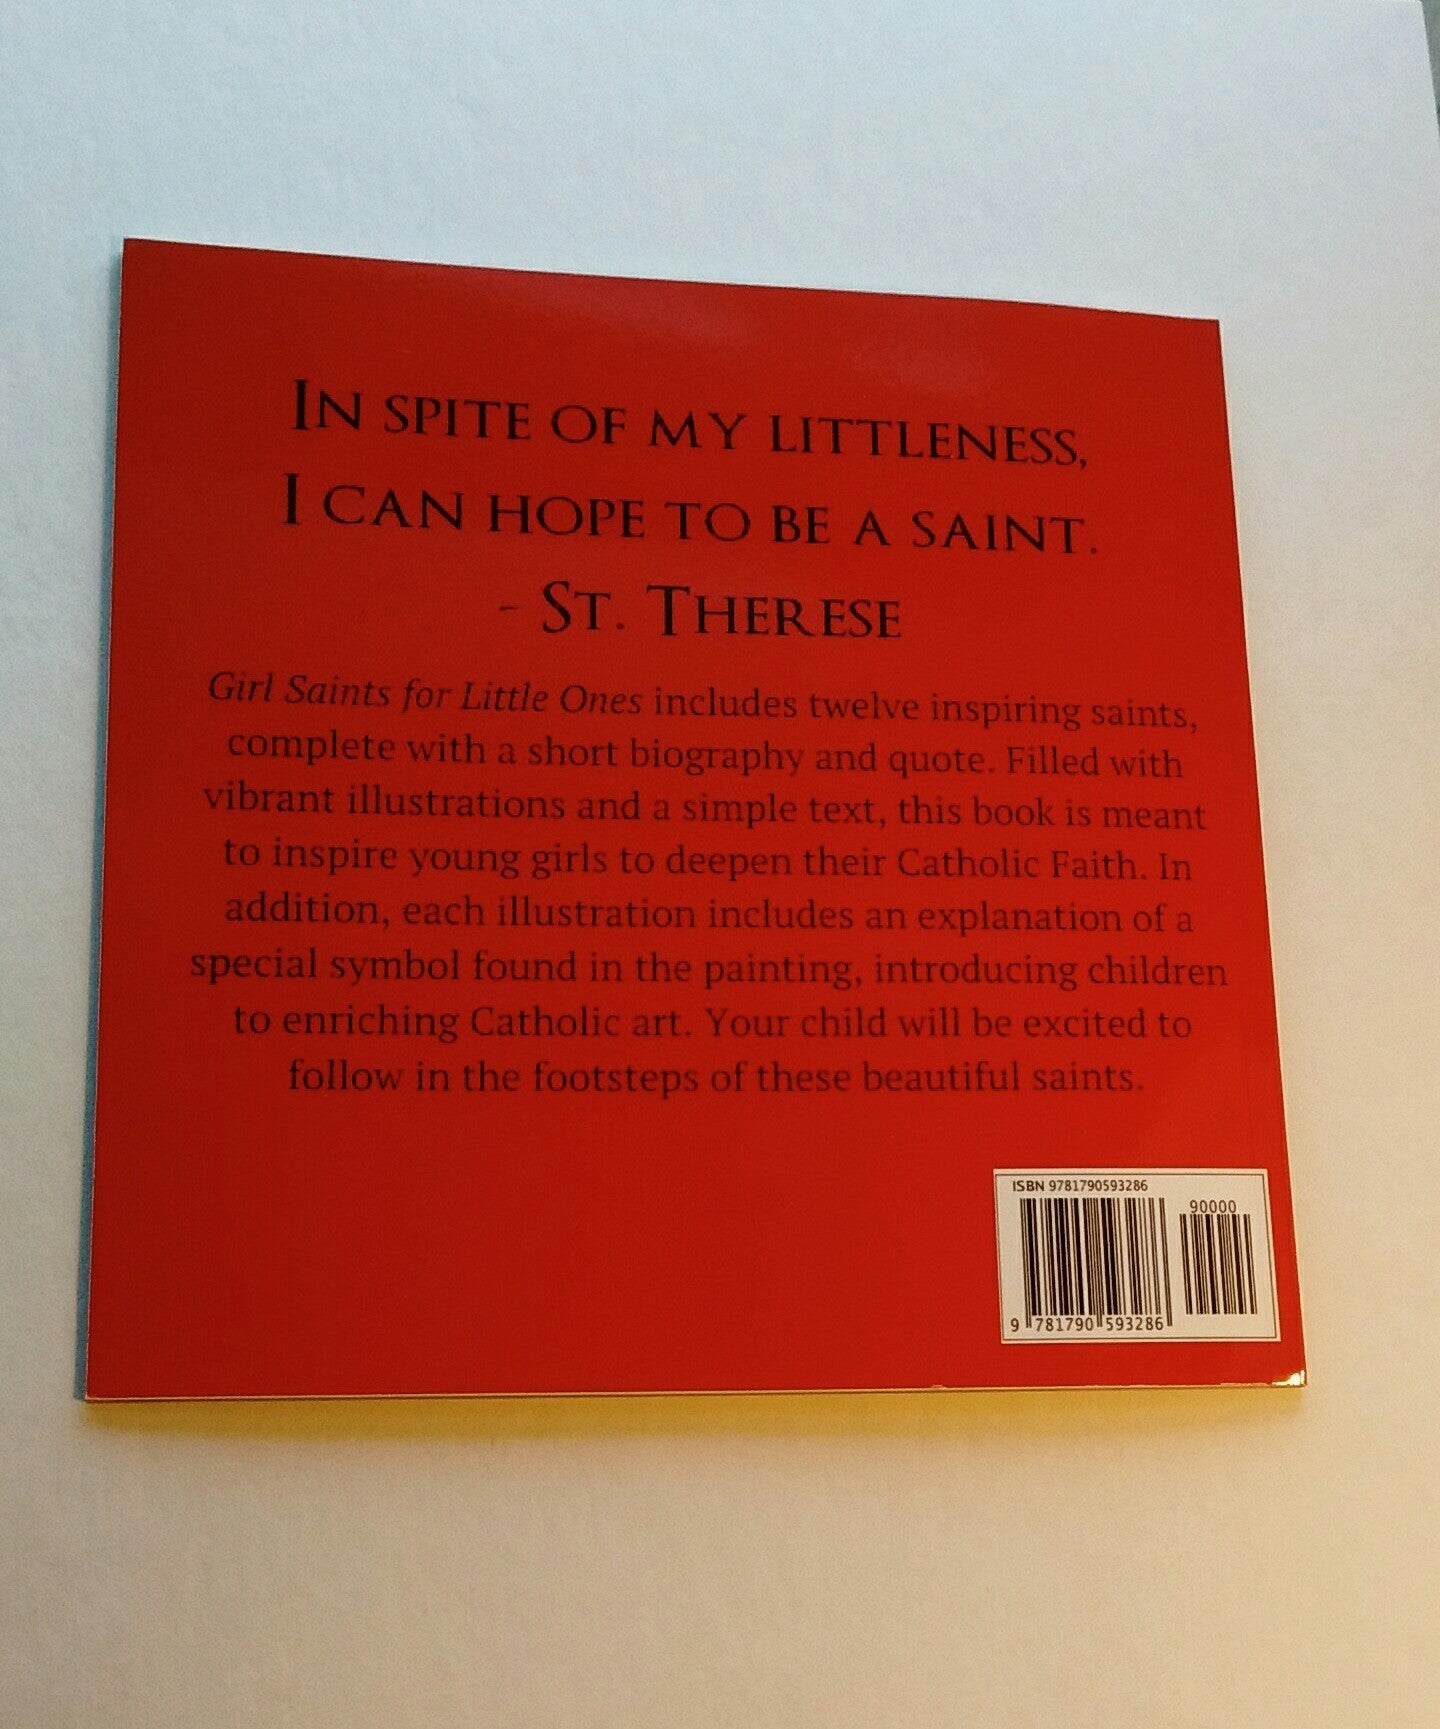 IN SPITE OF MY LITTLENESS,
I CAN HOPE TO BE A SAINT.
- ST. THERESE
Girl Saints for Little Ones includes twelve inspiring saints,
complete with a short biography and quote. Filled with
vibrant illustrations and a simple text, this book is meant
to inspire young girls to deepen their Catholic Faith. In
addition, each illustration includes an explanation of a
special symbol found in the painting, introducing children
to enriching Catholic art. Your child will be excited to
follow in the footsteps of these beautiful saints.
ISBN 9781790593286
90000
9 781790 593286